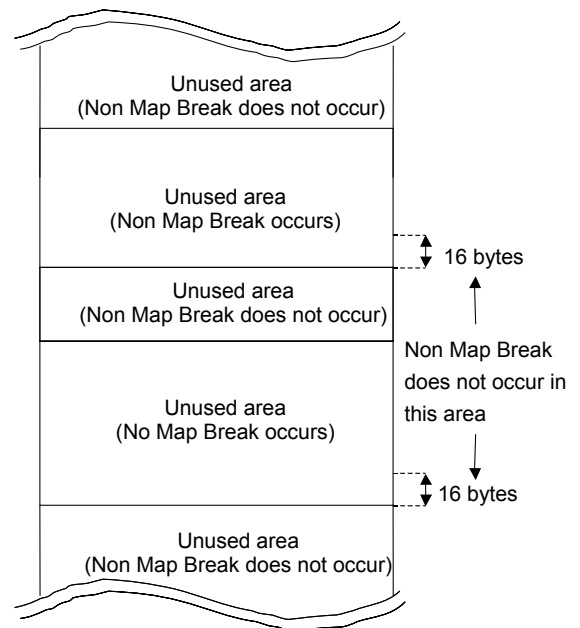 Unused area
(Non Map Break does not occur)
Unused area
(Non Map Break occurs)
16 bytes
Unused area
(Non Map Break does not occur)
Non Map Break
does not occur in
this area
Unused area
(No Map Break occurs)
16 bytes
Unused area
(Non Map Break does not occur)